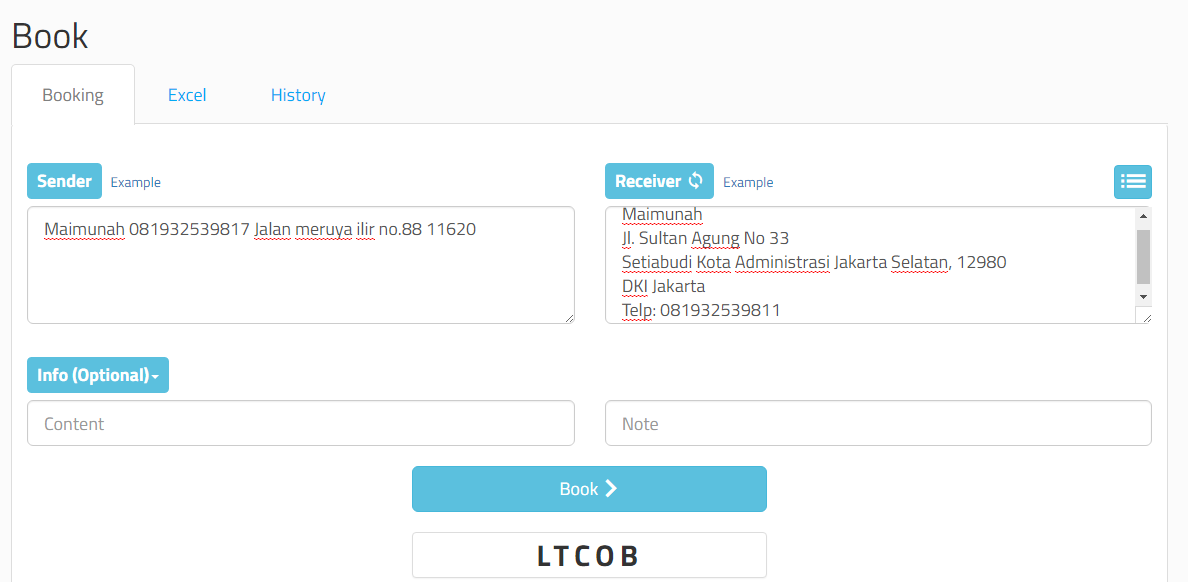 Book
Booking Excel History
Sender Example
Receiver Example
Maimunah 081932539817 Jalan meruya ilir no.88 11620
Maimunah
Jl. Sultan Agung No 33
Setiabudi Kota Administrasi Jakarta Selatan, 12980
DKI Jakarta
Telp: 081932539811
Info (Optional)
Content
Note
Book
LTCOB